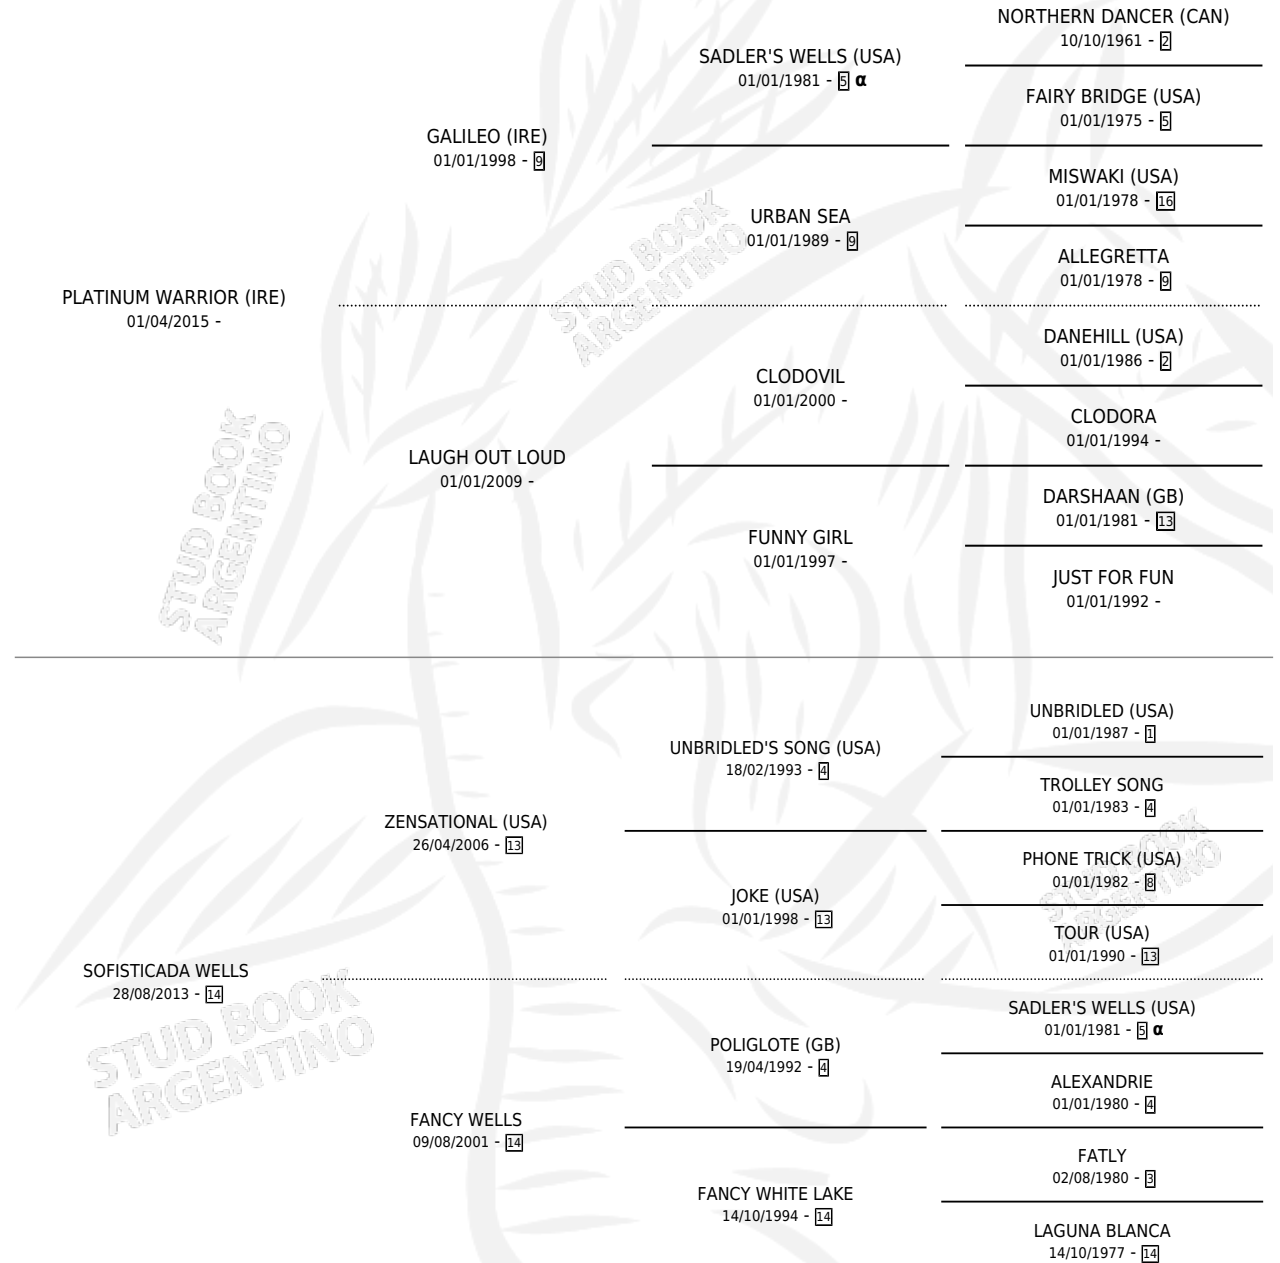 NORTHERN DANCER (CAN)
10/10/1961 - 2
SADLER'S WELLS (USA)
01/01/1981 - 5 α
FAIRY BRIDGE (USA)
01/01/1975 - 5
GALILEO (IRE)
01/01/1998 - 9
MISWAKI (USA)
01/01/1978 - 16
URBAN SEA
01/01/1989 - 9
ALLEGRETTA
01/01/1978 - 9
STUD BOOK
ARGENTINO
PLATINUM WARRIOR (IRE)
01/04/2015 -
DANEHILL (USA)
01/01/1986 - 2
CLODOVIL
01/01/2000 -
CLODORA
01/01/1994 -
LAUGH OUT LOUD
01/01/2009 -
DARSHAAN (GB)
01/01/1981 - 13
FUNNY GIRL
01/01/1997 -
JUST FOR FUN
01/01/1992 -
STUD BOOK
ARGENTINO
UNBRIDLED (USA)
01/01/1987 - 1
UNBRIDLED'S SONG (USA)
18/02/1993 - 4
TROLLEY SONG
01/01/1983 - 4
ZENSATIONAL (USA)
26/04/2006 - 13
PHONE TRICK (USA)
01/01/1982 - 8
JOKE (USA)
01/01/1998 - 13
TOUR (USA)
01/01/1990 - 13
STUD BOOK
ARGENTINO
SOFISTICADA WELLS
28/08/2013 - 14
SADLER'S WELLS (USA)
01/01/1981 - 5 α
POLIGLOTE (GB)
19/04/1992 - 4
ALEXANDRIE
01/01/1980 - 4
FANCY WELLS
09/08/2001 - 14
FATLY
02/08/1980 - 3
FANCY WHITE LAKE
14/10/1994 - 14
LAGUNA BLANCA
14/10/1977 - 14
STUD BOOK
ARGENTINO